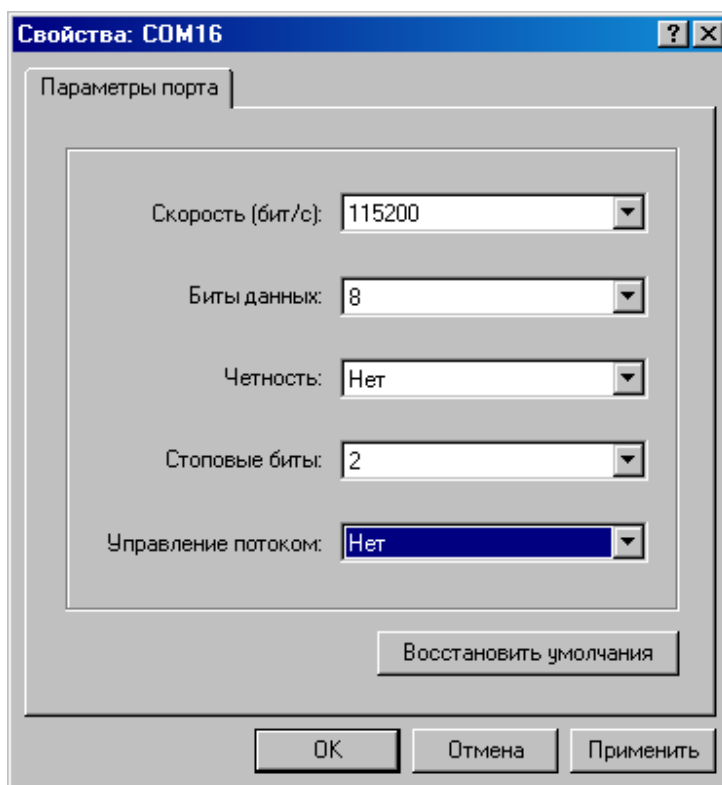 Свойства: COM16
Параметры порта
Скорость (бит/с): 115200
Биты данных: 8
Четность: Нет
Стоповые биты: 2
Управление потоком: Нет
Восстановить умолчания
OK Отмена Применить